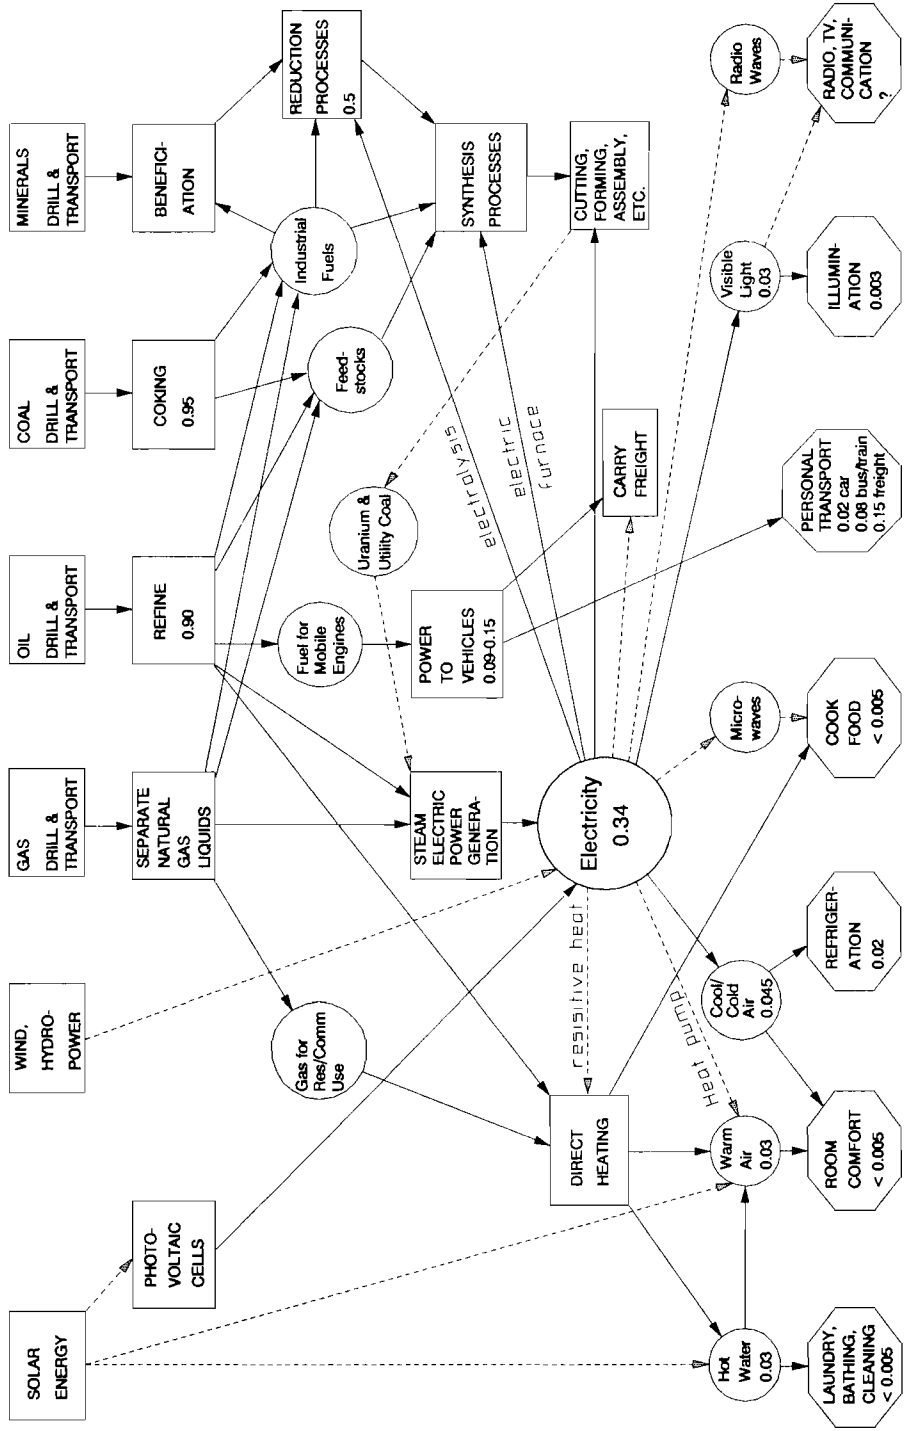 SOLAR
ENERGY
WIND,
HYDRO-
POWER
GAS
DRILL &
TRANSPORT
OIL
DRILL &
TRANSPORT
COAL
DRILL &
TRANSPORT
MINERALS
DRILL &
TRANSPORT
PHOTO-
VOLTAIC
CELLS
SEPARATE
NATURAL
GAS
LIQUIDS
REFINE
0.90
COKING
0.95
BENEFICI-
ATION
Gas for
Res/Comm
Use
Fuel for
Mobile
Engines
Uranium &
Utility Coal
Feed-
stocks
Industrial
Fuels
REDUCTION
PROCESSES
0.5
STEAM
ELECTRIC
POWER
GENERA-
TION
POWER
TO
VEHICLES
0.09-0.15
SYNTHESIS
PROCESSES
electrolysis
electric
furnace
DIRECT
HEATING
resisitive heat
Electricity
0.34
CARRY
FREIGHT
CUTTING,
FORMING,
ASSEMBLY,
ETC.
Heat pump
Hot
Water
0.03
Warm
Air
0.03
Cool/
Cold
Air
0.045
Micro-
waves
Visible
Light
0.03
Radio
Waves
LAUNDRY,
BATHING,
CLEANING
< 0.005
ROOM
COMFORT
< 0.005
REFRIGER-
ATION
0.02
COOK
FOOD
< 0.005
PERSONAL
TRANSPORT
0.02 car
0.08 bus/train
0.15 freight
ILLUMIN-
ATION
0.003
RADIO, TV,
COMMUNI-
CATION
?